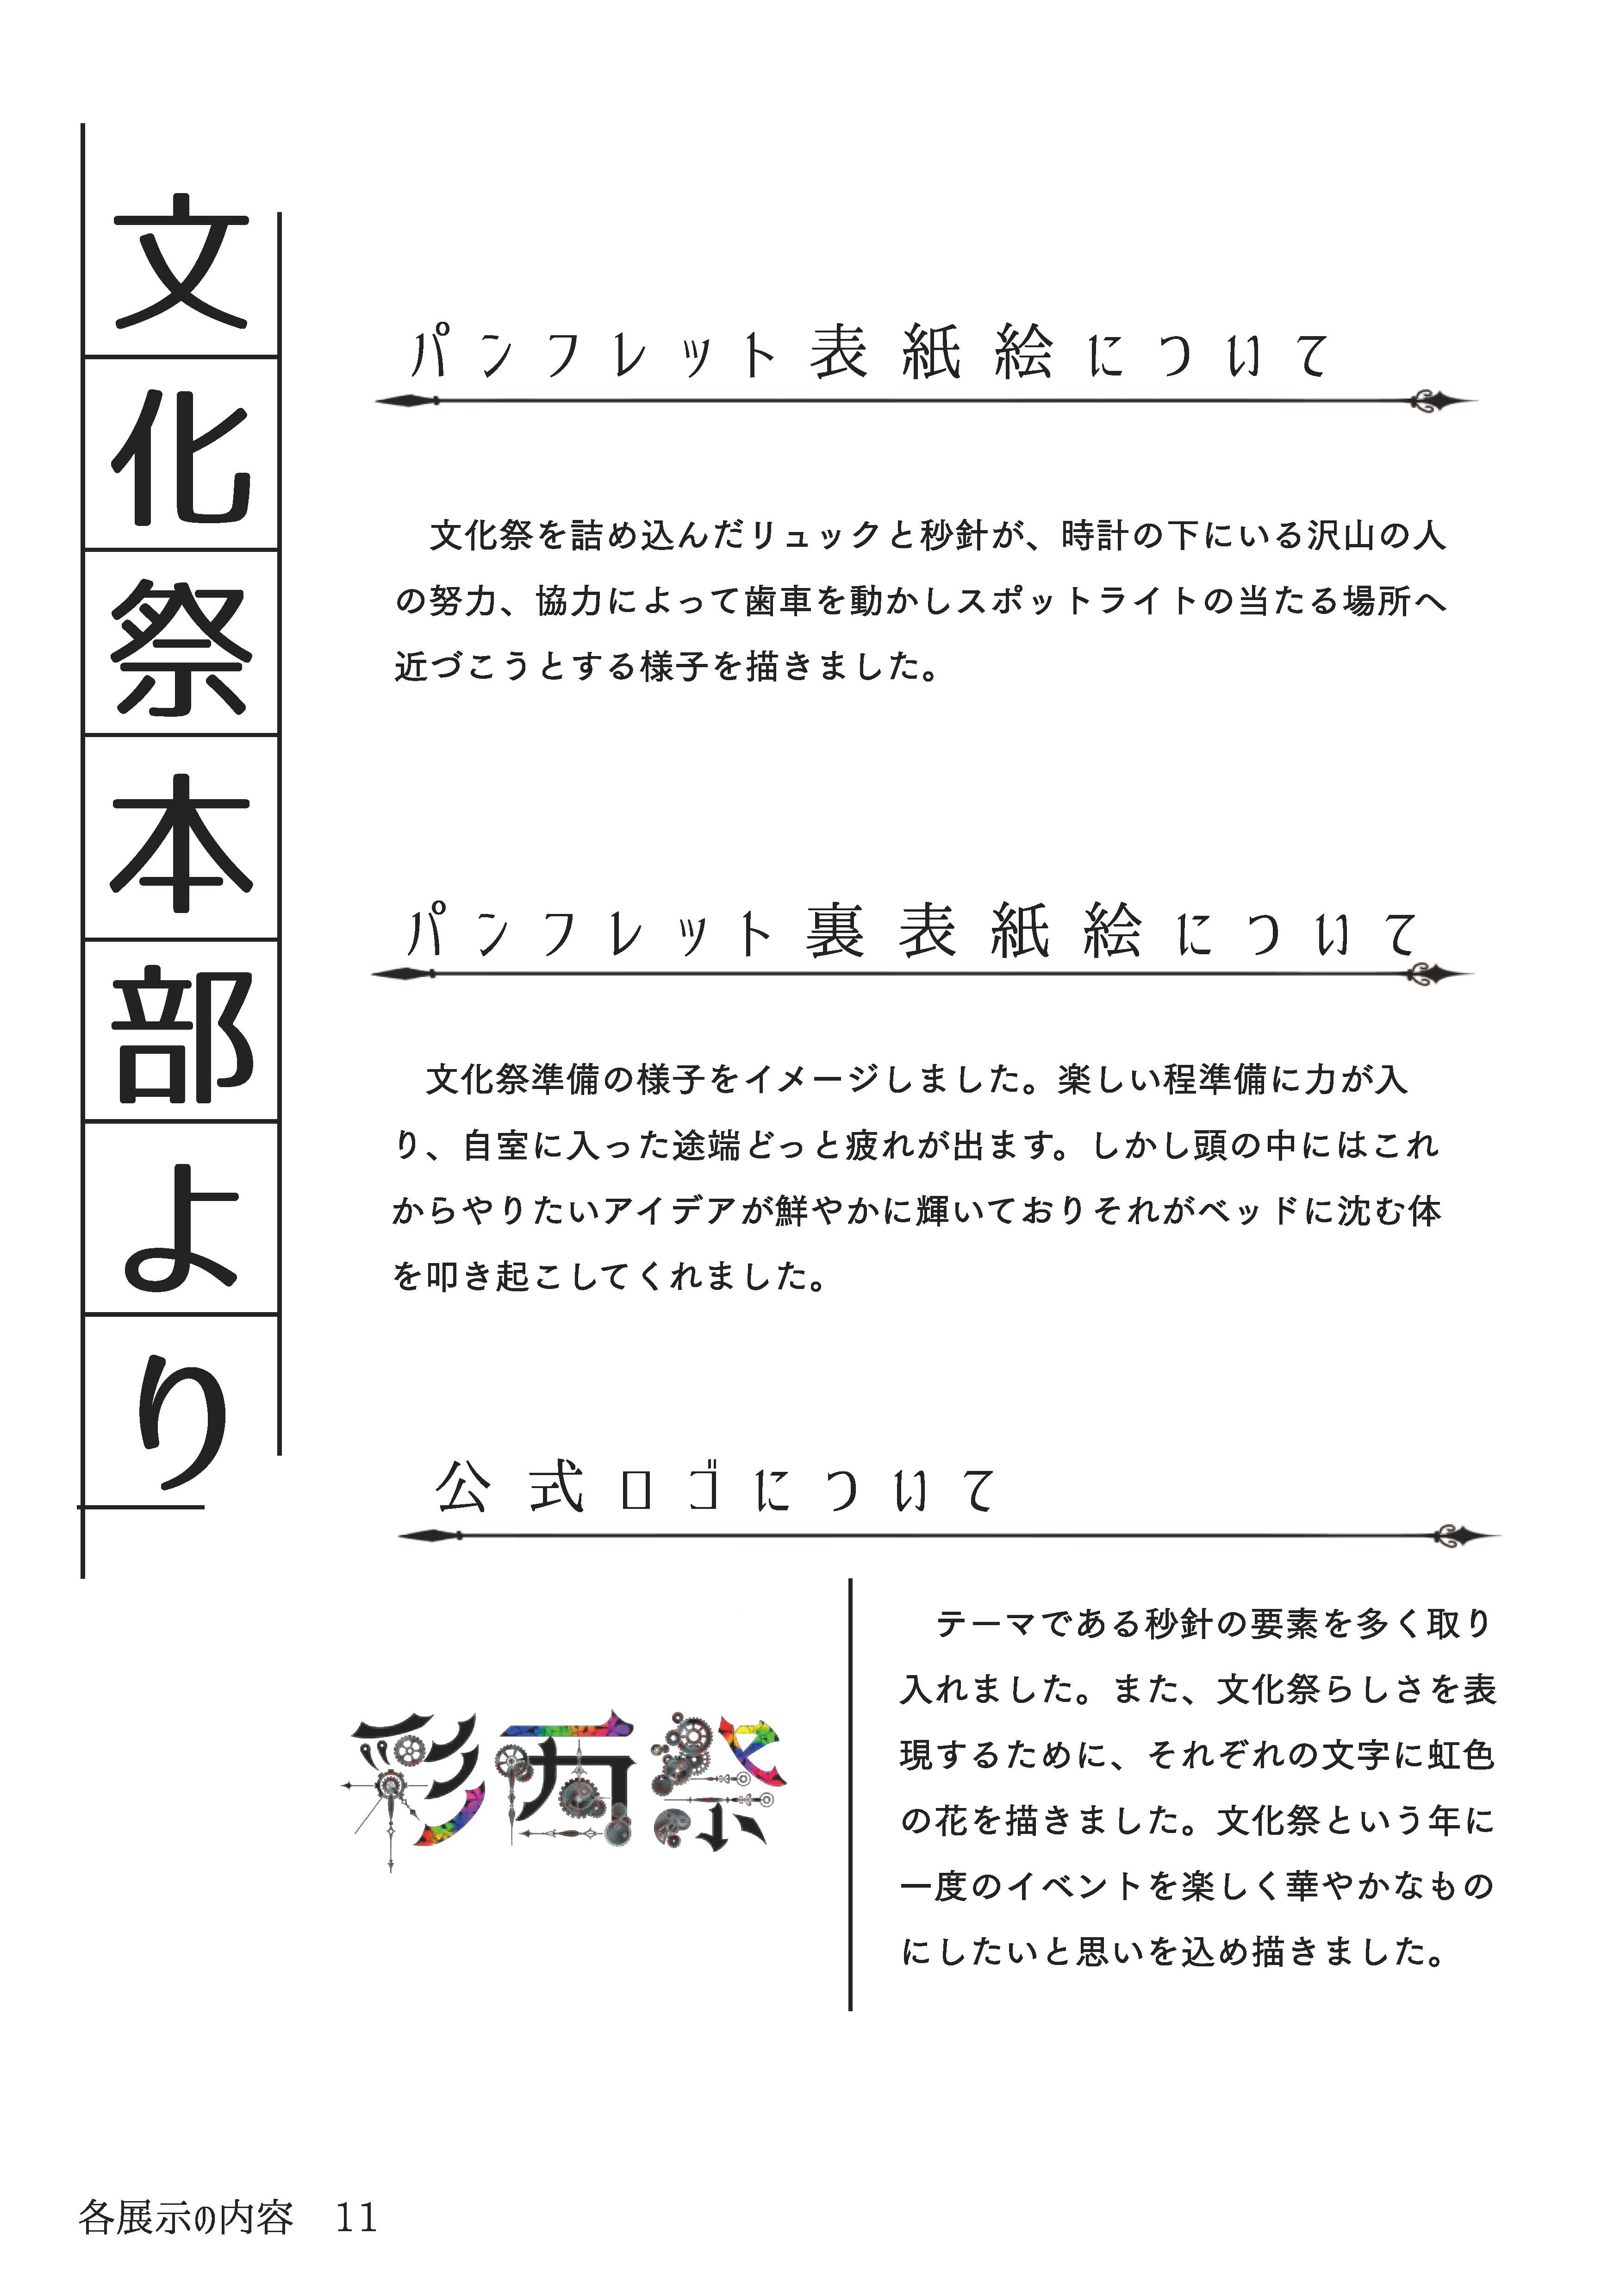 文化祭本部より
パンフレット表紙絵について
文化祭を詰め込んだリュックと秒針が、時計の下にいる沢山の人
の努力、協力によって歯車を動かしスポットライトの当たる場所へ
近づこうとする様子を描きました。
パンフレット裏表紙絵について
文化祭準備の様子をイメージしました。楽しい程準備に力が入
り、自室に入った途端どっと疲れが出ます。しかし頭の中にはこれ
からやりたいアイデアが鮮やかに輝いておりそれがベッドに沈む体
を叩き起こしてくれました。
公式ロゴについて
彩百祭
テーマである秒針の要素を多く取り
入れました。また、文化祭らしさを表
現するために、それぞれの文字に虹色
の花を描きました。文化祭という年に
一度のイベントを楽しく華やかなもの
にしたいと思いを込め描きました。
各展示の内容　11